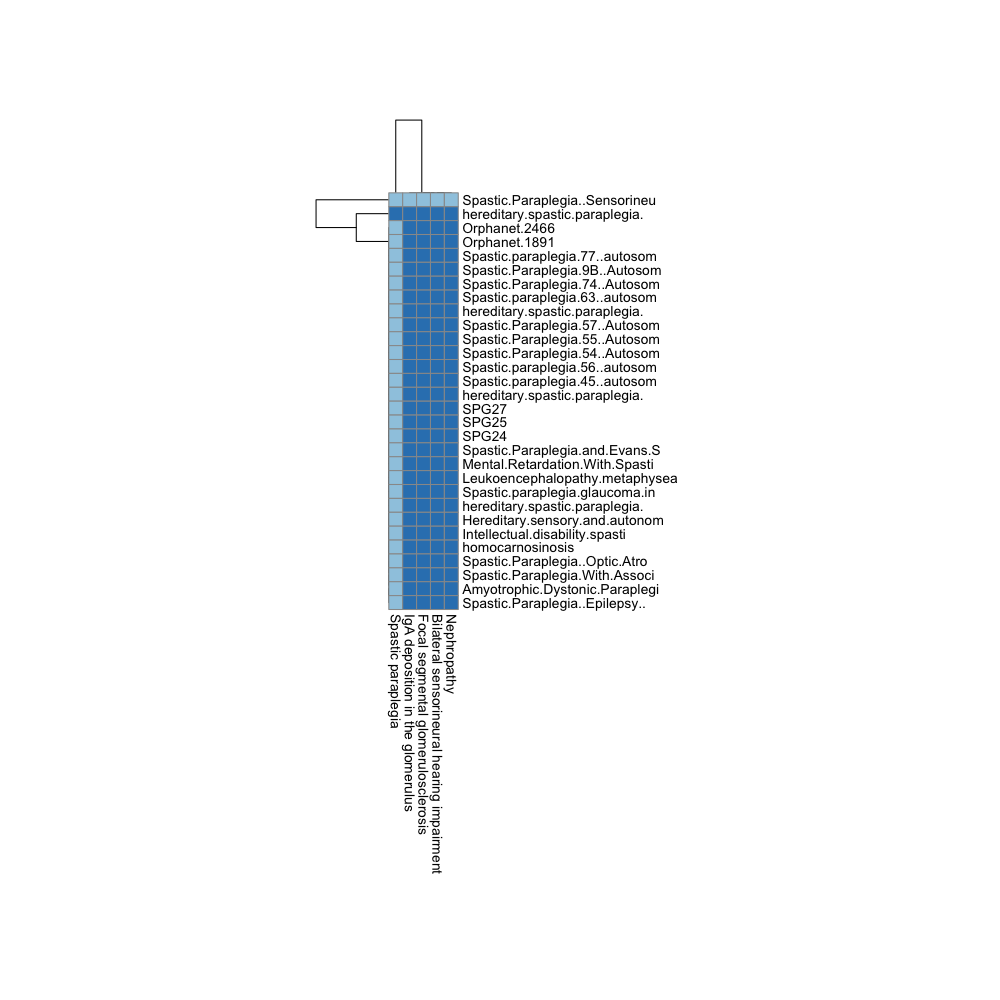 Spastic.Paraplegia..Sensorineu
hereditary.spastic.paraplegia.
Orphanet.2466
Orphanet.1891
Spastic.paraplegia.77..autosom
Spastic.Paraplegia.9B..Autosom
Spastic.Paraplegia.74..Autosom
Spastic.paraplegia.63..autosom
hereditary.spastic.paraplegia.
Spastic.Paraplegia.57..Autosom
Spastic.Paraplegia.55..Autosom
Spastic.Paraplegia.54..Autosom
Spastic.paraplegia.56..autosom
Spastic.paraplegia.45..autosom
hereditary.spastic.paraplegia.
SPG27
SPG25
SPG24
Spastic.Paraplegia.and.Evans.S
Mental.Retardation.With.Spasti
Leukoencephalopathy.metaphysea
Spastic.paraplegia.glaucoma.in
hereditary.spastic.paraplegia.
Hereditary.sensory.and.autonom
Intellectual.disability.spasti
homocarnosinosis
Spastic.Paraplegia..Optic.Atro
Spastic.Paraplegia.With.Associ
Amyotrophic.Dystonic.Paraplegi
Spastic.Paraplegia..Epilepsy..
Spastic paraplegia
IgA deposition in the glomerulus
Focal segmental glomerulosclerosis
Bilateral sensorineural hearing impairment
Nephropathy